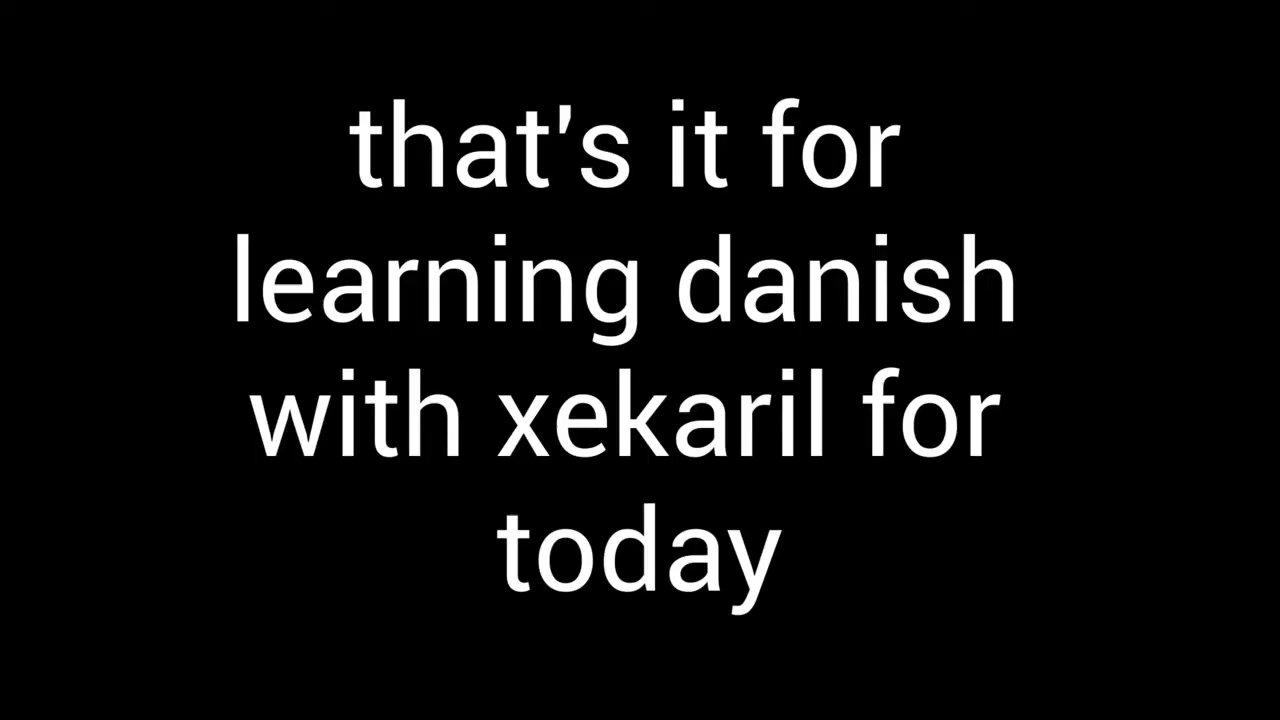 that's it for
learning danish
with xekaril for
today